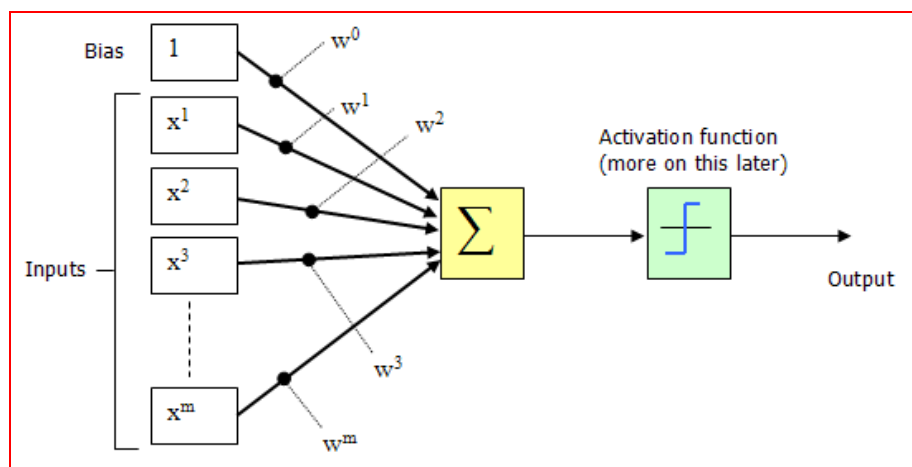 Bias
1
w⁰
x¹
w¹
x²
w²
Activation function
(more on this later)
Inputs
x³
∑
Output
w³
xᵐ
wᵐ